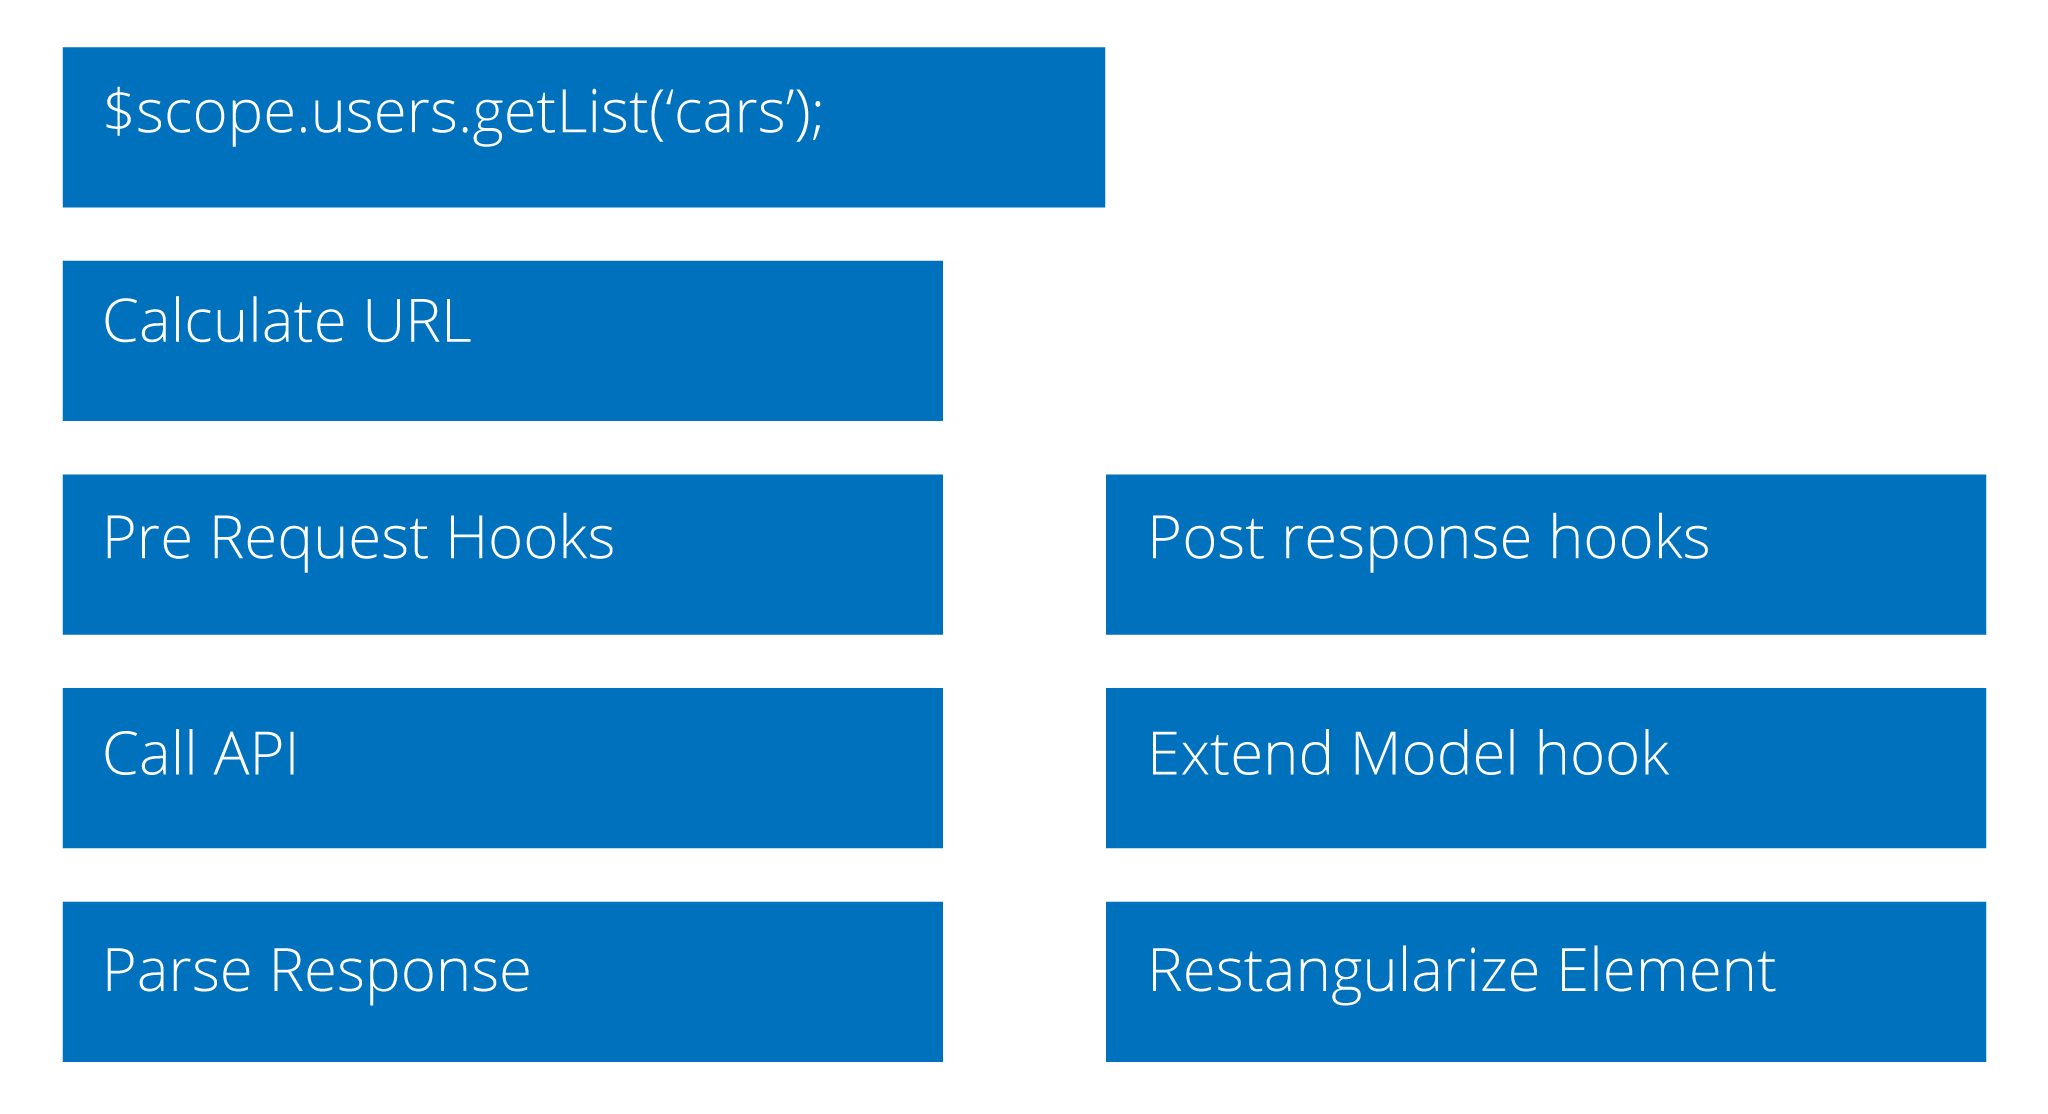 $scope.users.getList(‘cars’);
Calculate URL
Pre Request Hooks
Call API
Parse Response
Post response hooks
Extend Model hook
Restangularize Element